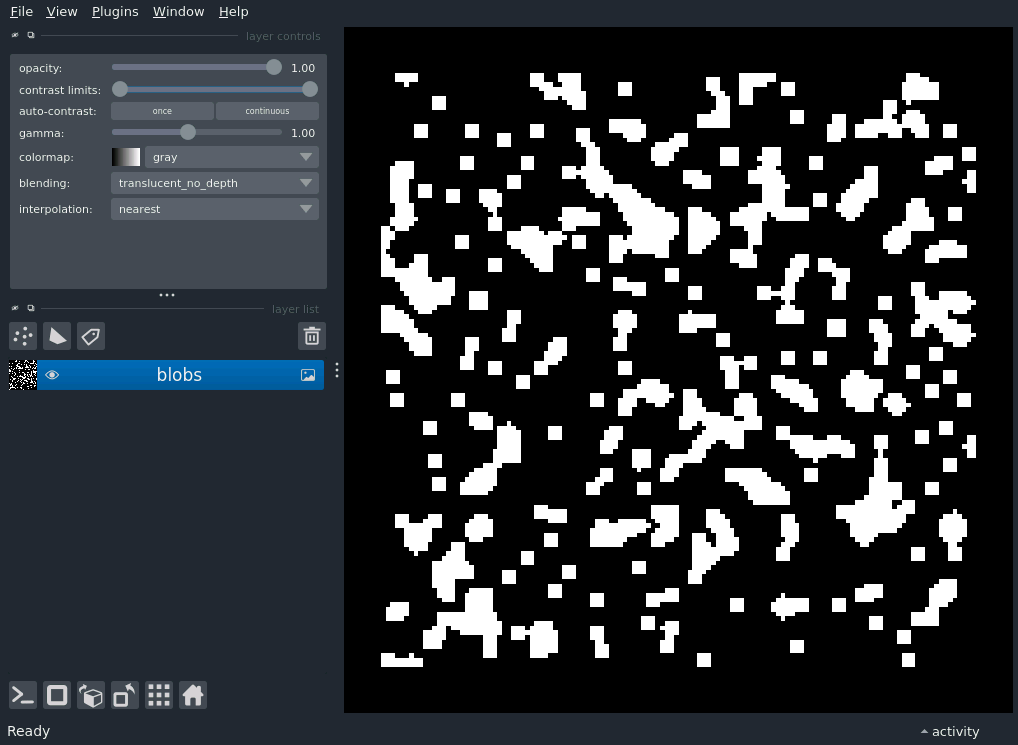 File View Plugins Window Help
layer controls
opacity: 1.00
contrast limits:
auto-contrast: once continuous
gamma: 1.00
colormap: gray
blending: translucent_no_depth
interpolation: nearest
layer list
blobs
Ready activity